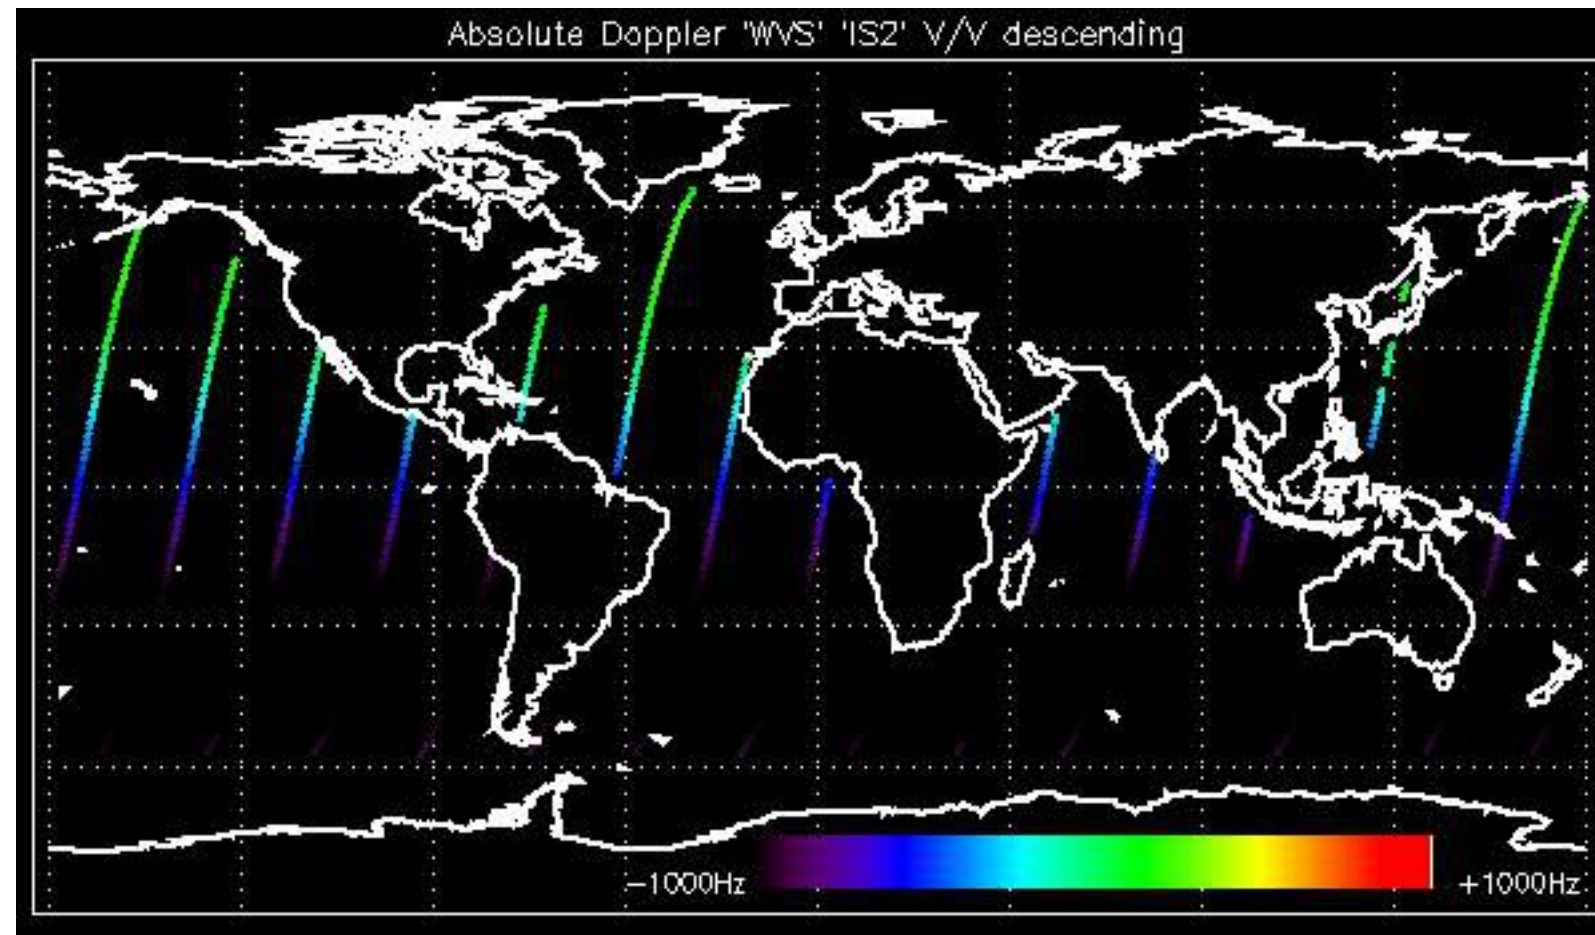 Absolute Doppler 'WVS' 'IS2' V/V descending
−1000Hz +1000Hz